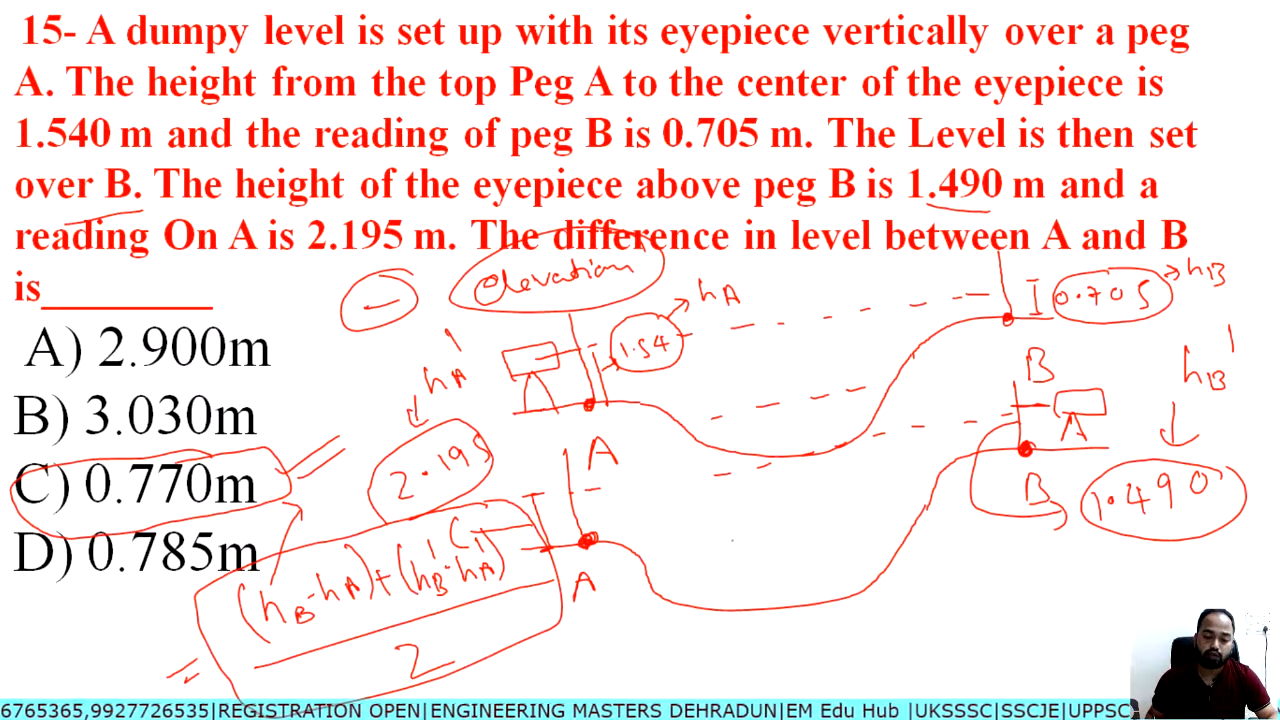 15- A dumpy level is set up with its eyepiece vertically over a peg
A. The height from the top Peg A to the center of the eyepiece is
1.540 m and the reading of peg B is 0.705 m. The Level is then set
over B. The height of the eyepiece above peg B is 1.490 m and a
reading On A is 2.195 m. The difference in level between A and B
is________
elevation
hA
0.705
hB
A) 2.900m
1.54
hA'
B
hB'
B) 3.030m
2.195
A
C) 0.770m
B
1.490
D) 0.785m
A
= (hB-hA)+(hB'-hA')
2
6765365,9927726535|REGISTRATION OPEN|ENGINEERING MASTERS DEHRADUN|EM Edu Hub |UKSSSC|SSCJE|UPPSC